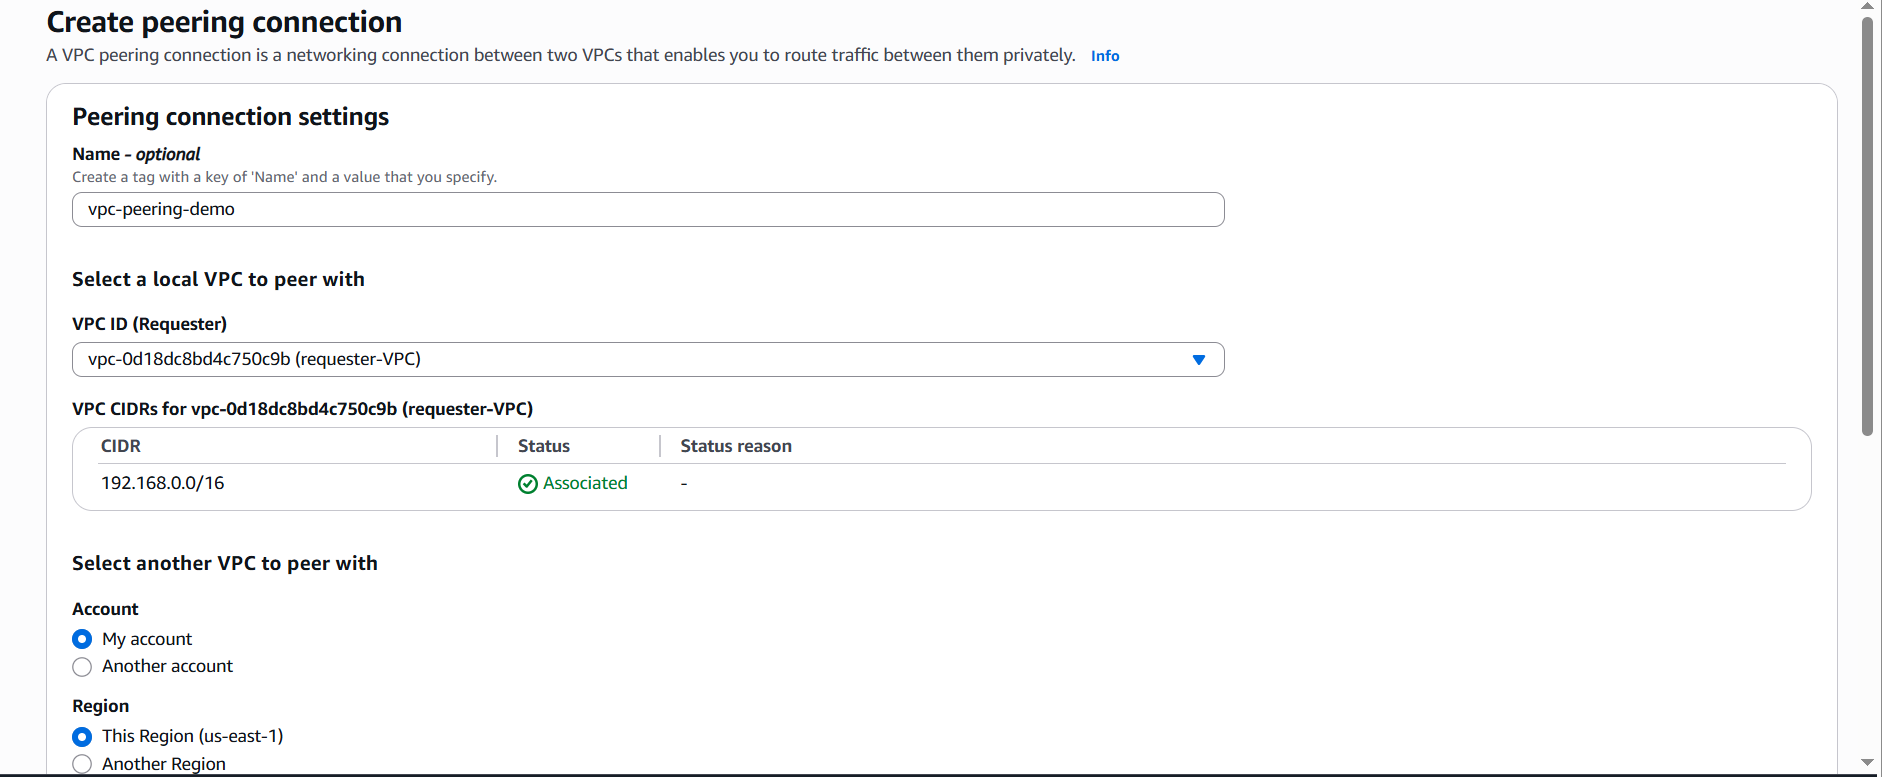 Create peering connection
A VPC peering connection is a networking connection between two VPCs that enables you to route traffic between them privately. Info
Peering connection settings
Name - optional
Create a tag with a key of 'Name' and a value that you specify.
vpc-peering-demo
Select a local VPC to peer with
VPC ID (Requester)
vpc-0d18dc8bd4c750c9b (requester-VPC)
VPC CIDRs for vpc-0d18dc8bd4c750c9b (requester-VPC)
CIDR Status Status reason
192.168.0.0/16 Associated -
Select another VPC to peer with
Account
My account
Another account
Region
This Region (us-east-1)
Another Region